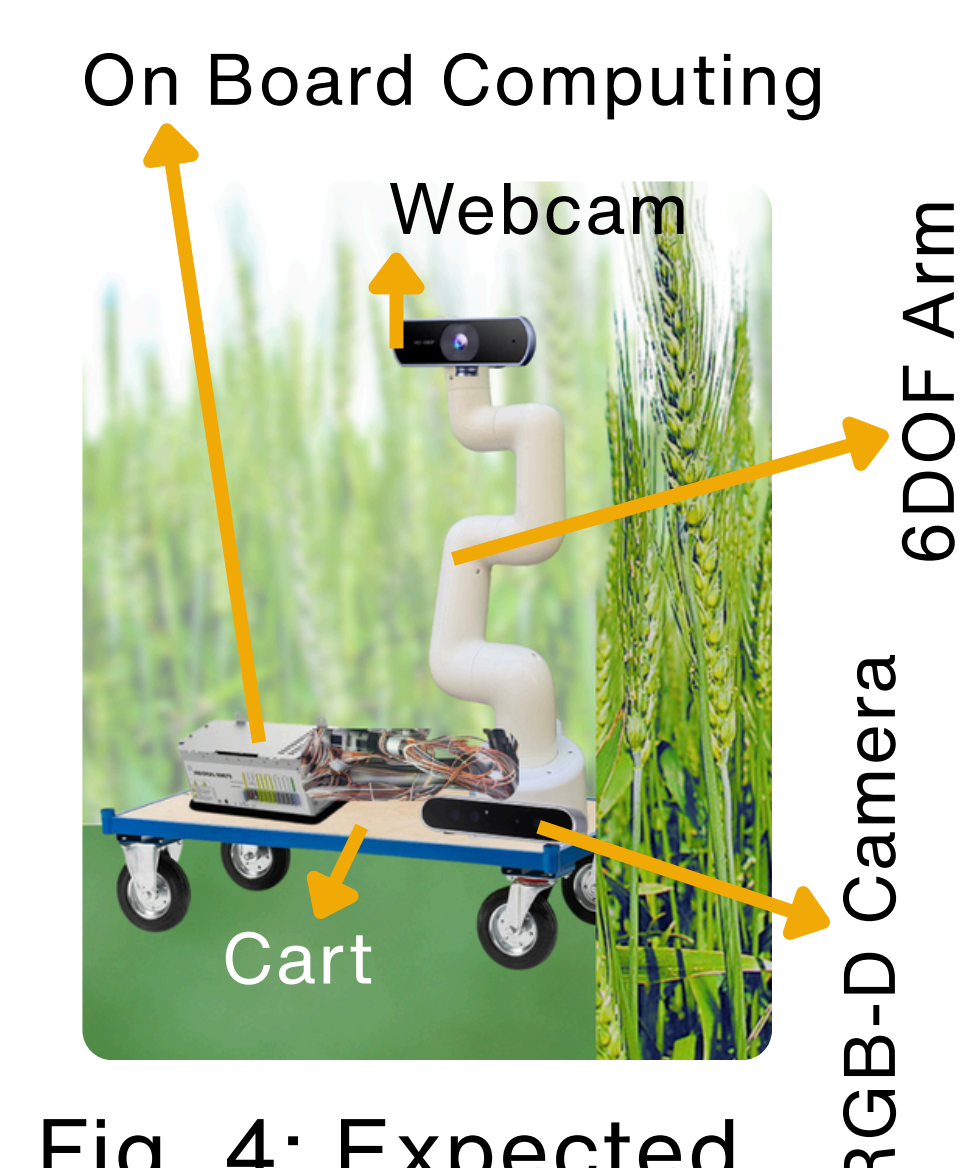 On Board Computing
Webcam
6DOF Arm
RGB-D Camera
Cart
Fig. 4: Expected